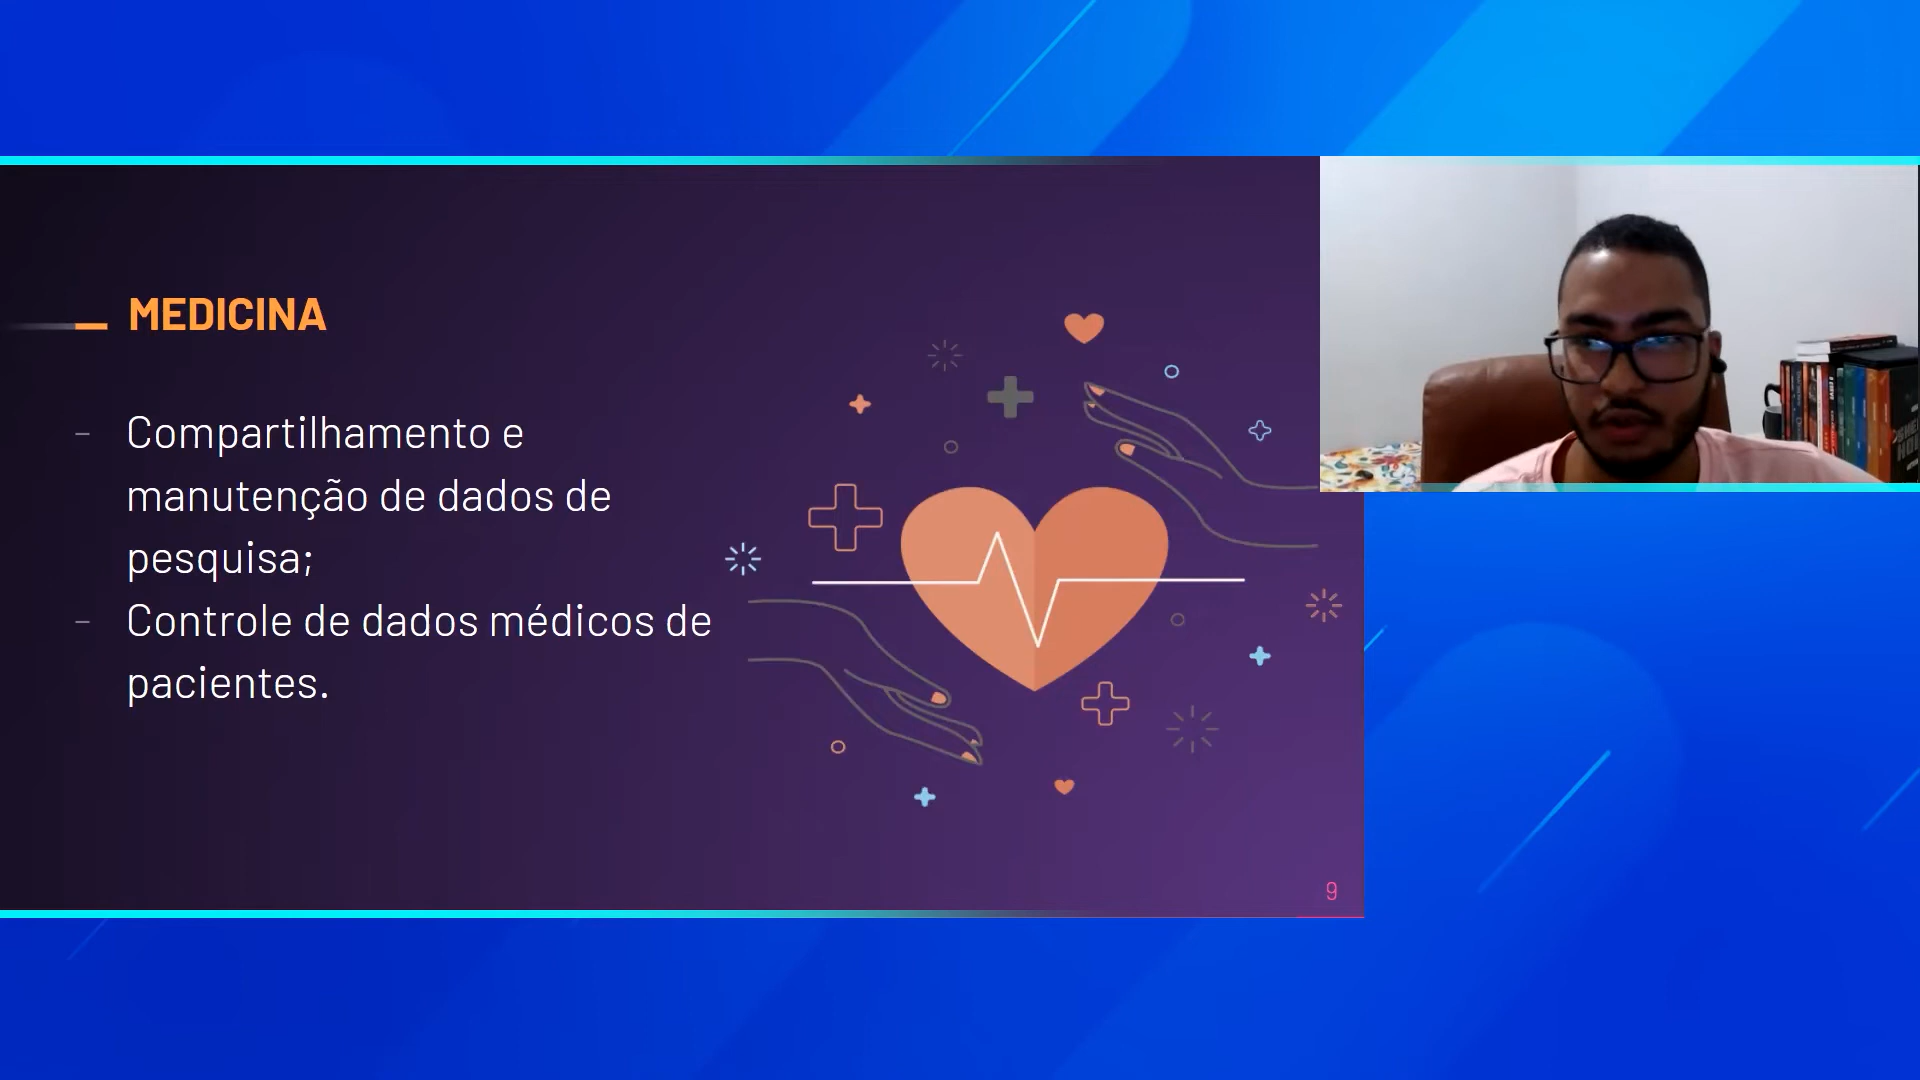 MEDICINA
- Compartilhamento e
manutenção de dados de
pesquisa;
- Controle de dados médicos de
pacientes.
9